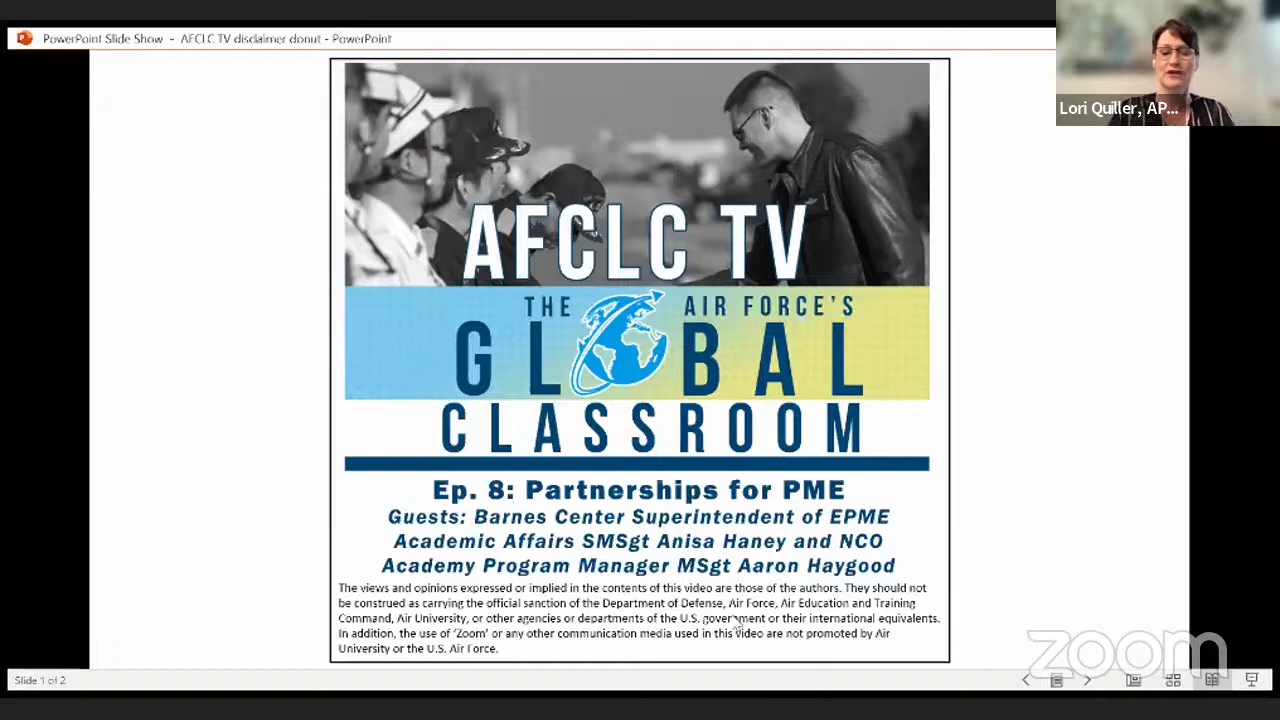 PowerPoint Slide Show - AFCLC TV disclaimer donut - PowerPoint
Lori Quiller, AP...
AFCLC TV
THE AIR FORCE'S
GLOBAL
CLASSROOM
Ep. 8: Partnerships for PME
Guests: Barnes Center Superintendent of EPME
Academic Affairs SMSgt Anisa Haney and NCO
Academy Program Manager MSgt Aaron Haygood
The views and opinions expressed or implied in the contents of this video are those of the authors. They should not
be construed as carrying the official sanction of the Department of Defense, Air Force, Air Education and Training
Command, Air University, or other agencies or departments of the U.S. government or their international equivalents.
In addition, the use of 'Zoom' or any other communication media used in this video are not promoted by Air
University or the U.S. Air Force.
zoom
Slide 1 of 2